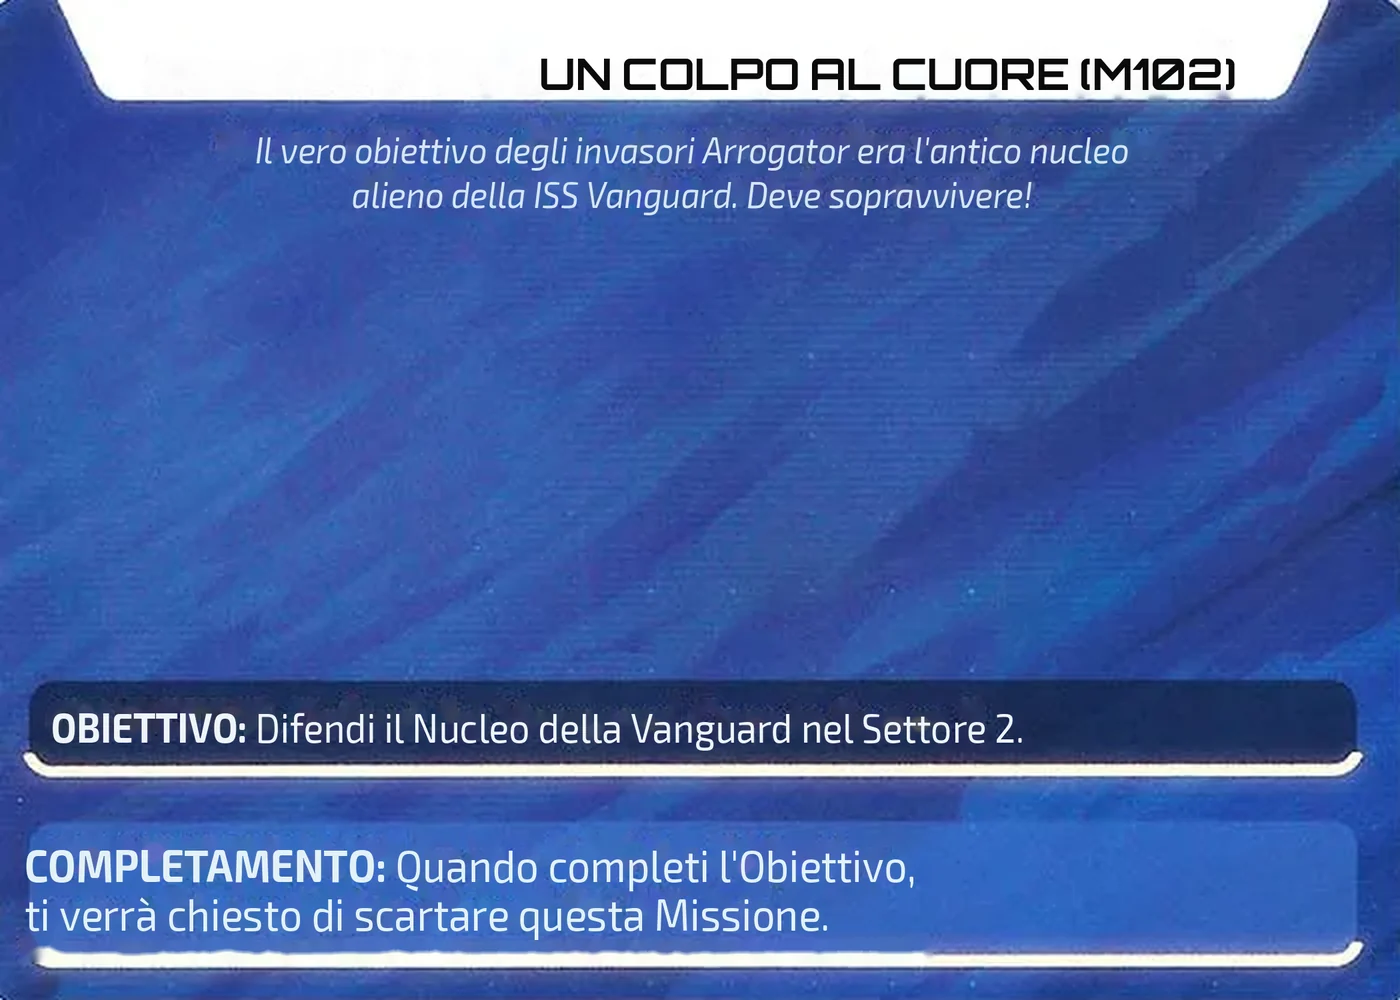 UN COLPO AL CUORE (M102)
Il vero obiettivo degli invasori Arrogator era l'antico nucleo
alieno della ISS Vanguard. Deve sopravvivere!
OBIETTIVO: Difendi il Nucleo della Vanguard nel Settore 2.
COMPLETAMENTO: Quando completi l'Obiettivo,
ti verrà chiesto di scartare questa Missione.